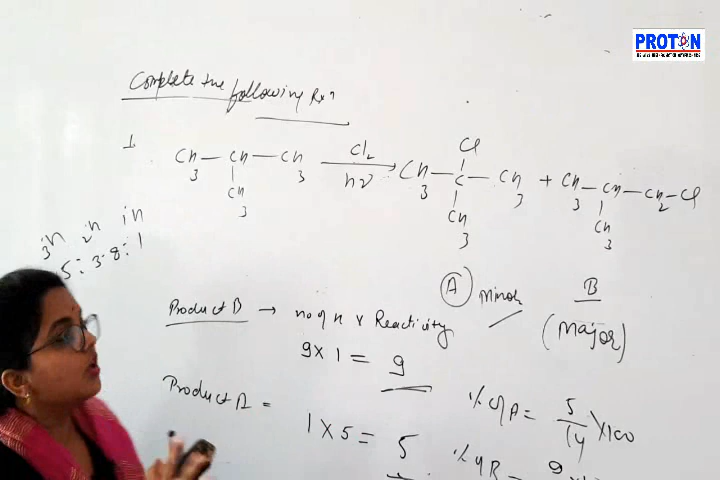 PROTON
Complete the following Rxn
1. CH3 — CH — CH3 Cl2 hν CH3 — C — CH3 + CH3 — CH — CH2 — Cl
CH3 Cl CH3 CH3
3°H 2°H 1°H
5 : 3.8 : 1
A Minor B (Major)
Product B → no of H x Reactivity
9 x 1 = 9
Product A =
1 x 5 = 5
% of A = 5/14 x 100
% of B = 9